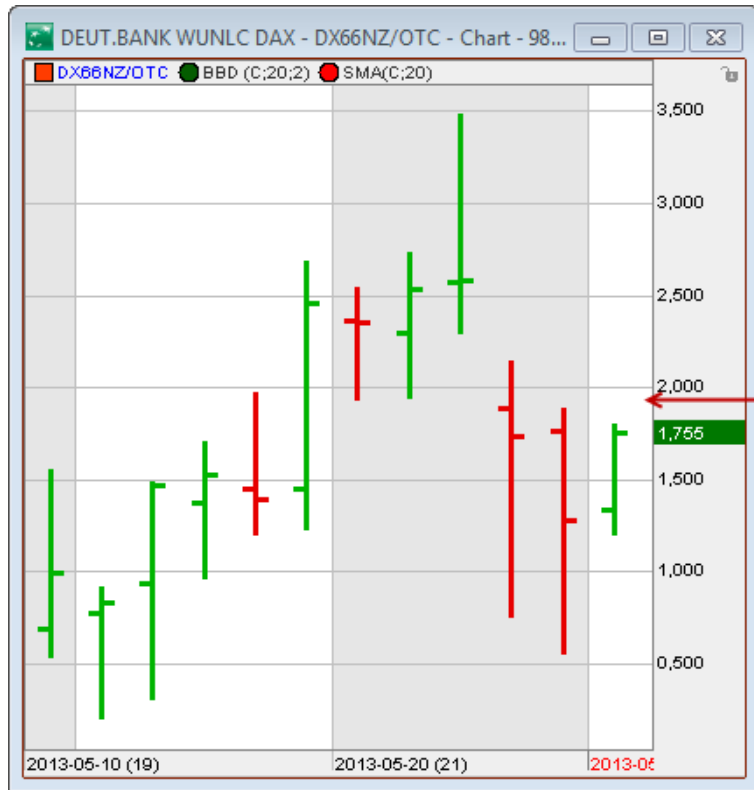 DEUT.BANK WUNLC DAX - DX66NZ/OTC - Chart - 98...
DX66NZ/OTC BBD (C;20;2) SMA(C;20)
3,500
3,000
2,500
2,000
1,755
1,500
1,000
0,500
2013-05-10 (19) 2013-05-20 (21) 2013-05